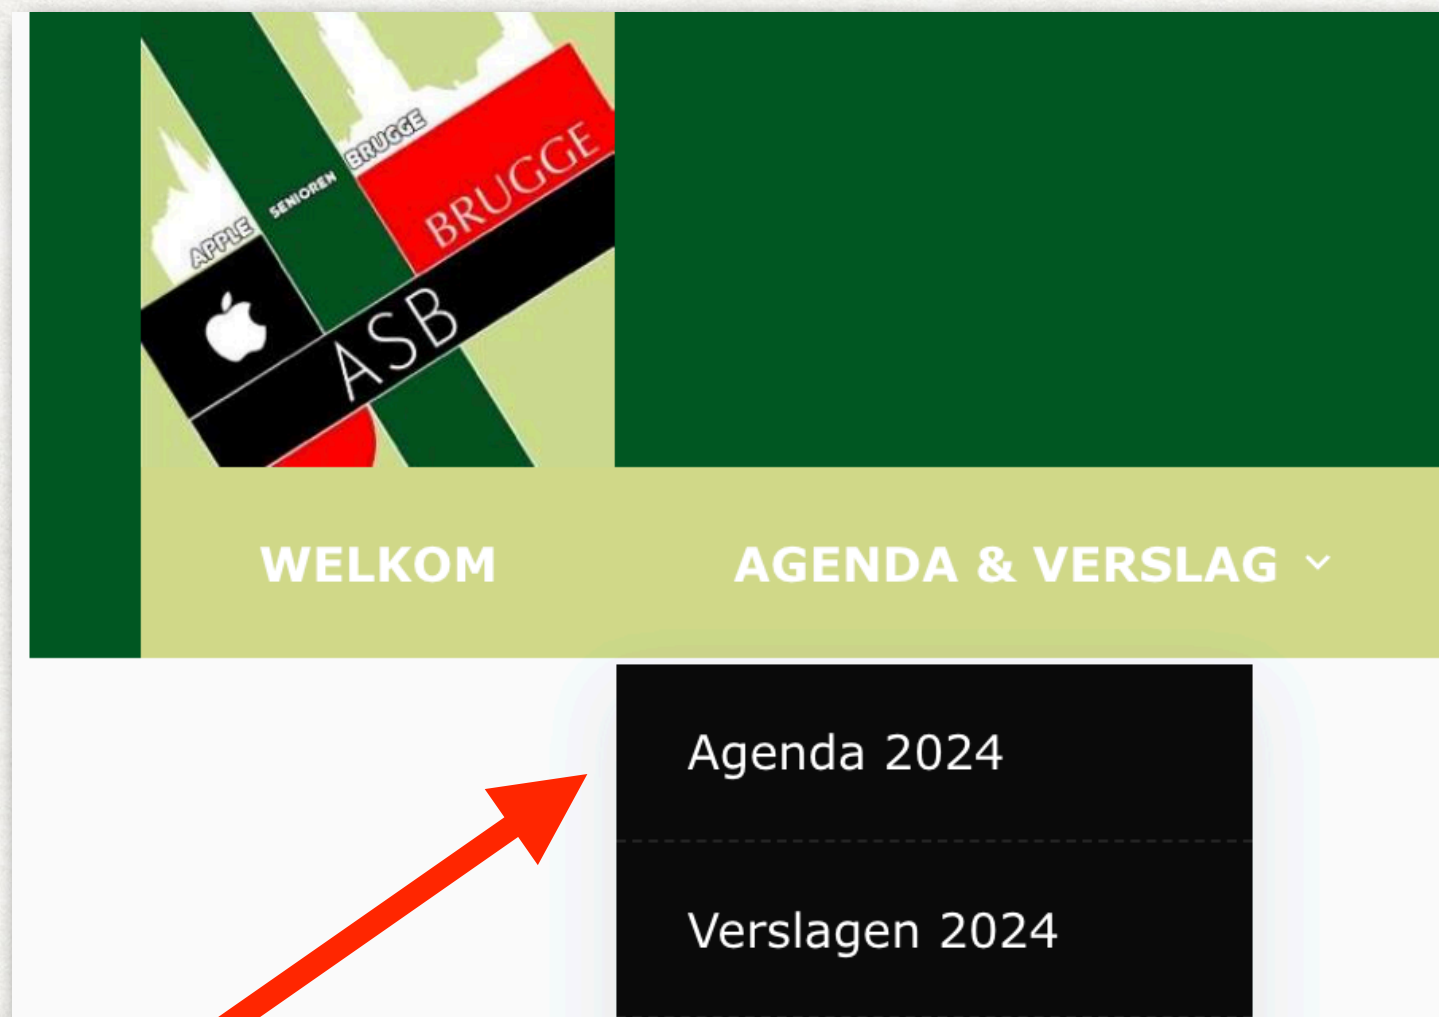 APPLE SENIOREN BRUGGE
BRUGGE
ASB
WELKOM
AGENDA & VERSLAG
Agenda 2024
Verslagen 2024